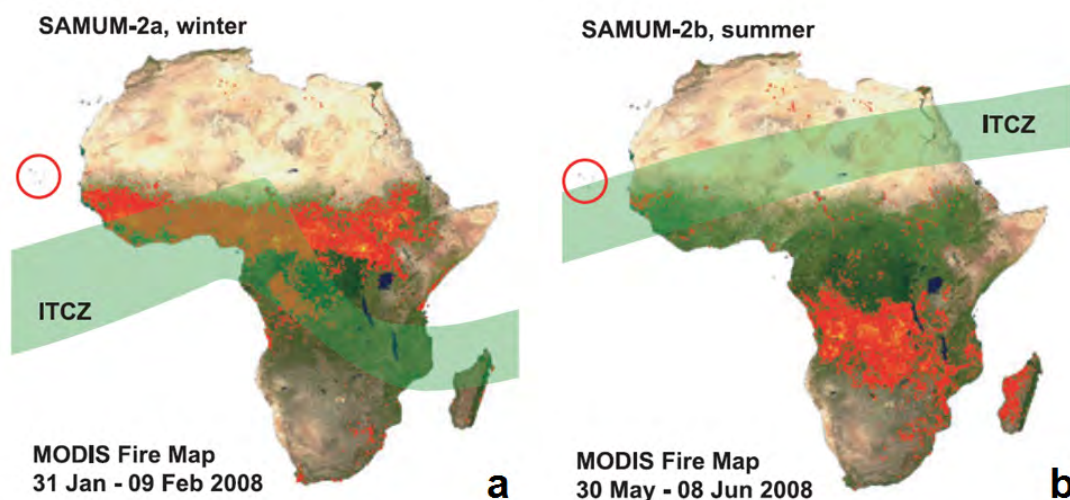 SAMUM-2a, winter
ITCZ
MODIS Fire Map
31 Jan - 09 Feb 2008
a
SAMUM-2b, summer
ITCZ
MODIS Fire Map
30 May - 08 Jun 2008
b